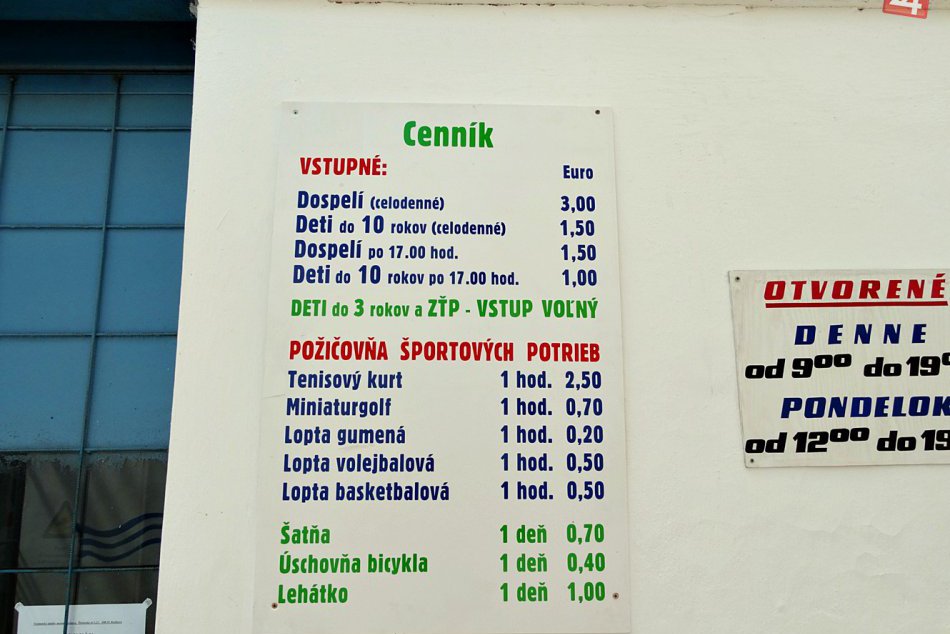 Cenník
VSTUPNÉ: Euro
Dospelí (celodenné) 3,00
Deti do 10 rokov (celodenné) 1,50
Dospelí po 17.00 hod. 1,50
Deti do 10 rokov po 17.00 hod. 1,00
DETI do 3 rokov a ZŤP - VSTUP VOĽNÝ
POŽIČOVŇA ŠPORTOVÝCH POTRIEB
Tenisový kurt 1 hod. 2,50
Miniaturgolf 1 hod. 0,70
Lopta gumená 1 hod. 0,20
Lopta volejbalová 1 hod. 0,50
Lopta basketbalová 1 hod. 0,50
Šatňa 1 deň 0,70
Úschovňa bicykla 1 deň 0,40
Lehátko 1 deň 1,00
OTVORENÉ
DENNE
od 9⁰⁰ do 19⁰
PONDELOK
od 12⁰⁰ do 19